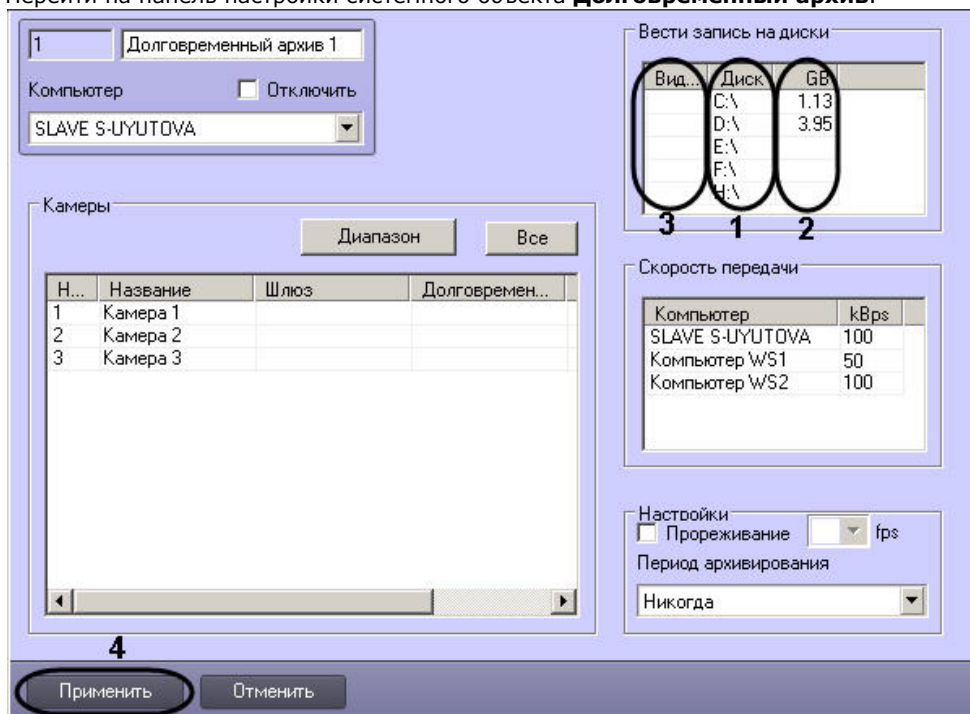 Перейти на панель настройки системного объекта Долговременный архив.
1 Долговременный архив 1
Компьютер Отключить
SLAVE S-UYUTOVA
Вести запись на диски
Вид... Диск GB
C:\ 1.13
D:\ 3.95
E:\
F:\
H:\
3 1 2
Камеры
Диапазон Все
Н... Название Шлюз Долговремен...
1 Камера 1
2 Камера 2
3 Камера 3
Скорость передачи
Компьютер kBps
SLAVE S-UYUTOVA 100
Компьютер WS1 50
Компьютер WS2 100
Настройки
Прореживание fps
Период архивирования
Никогда
4
Применить Отменить